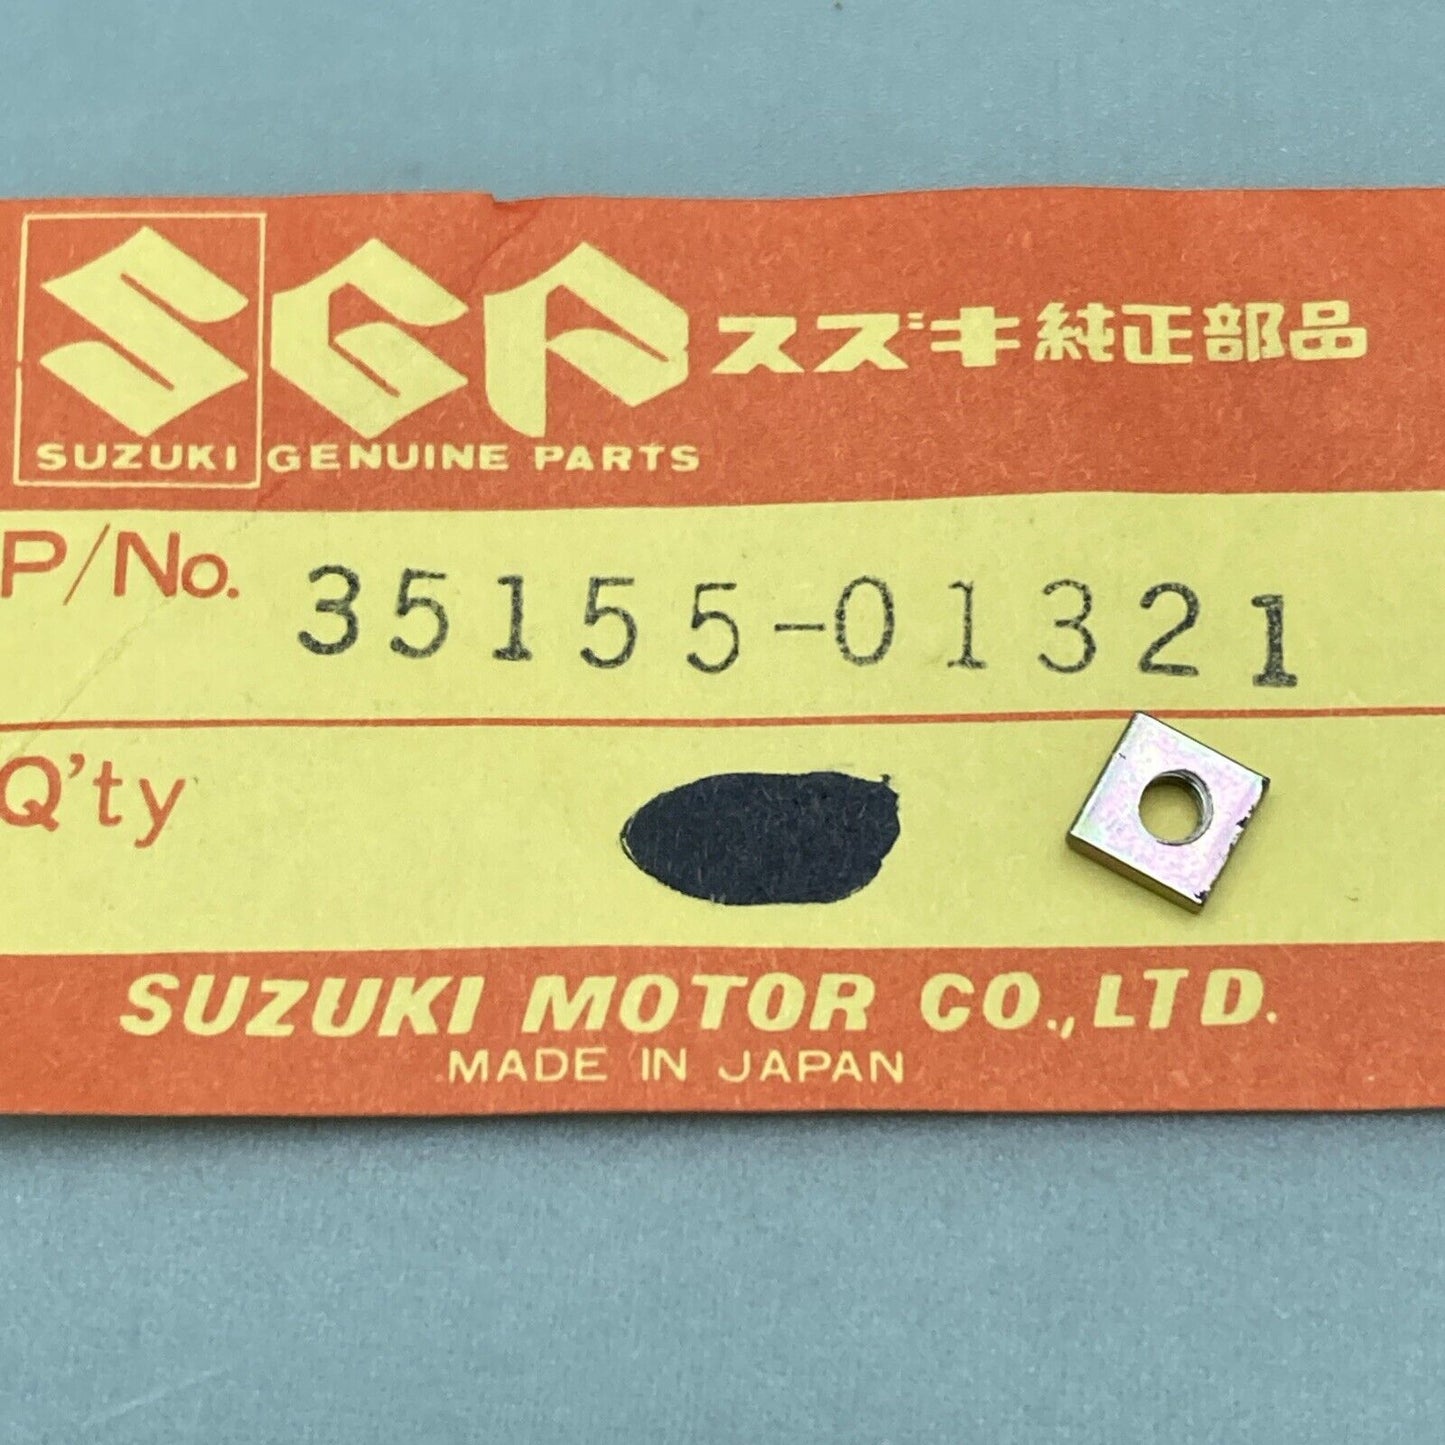 SGP スズキ純正部品
SUZUKI GENUINE PARTS
P/No. 35155-01321
Q'ty
SUZUKI MOTOR CO., LTD.
MADE IN JAPAN